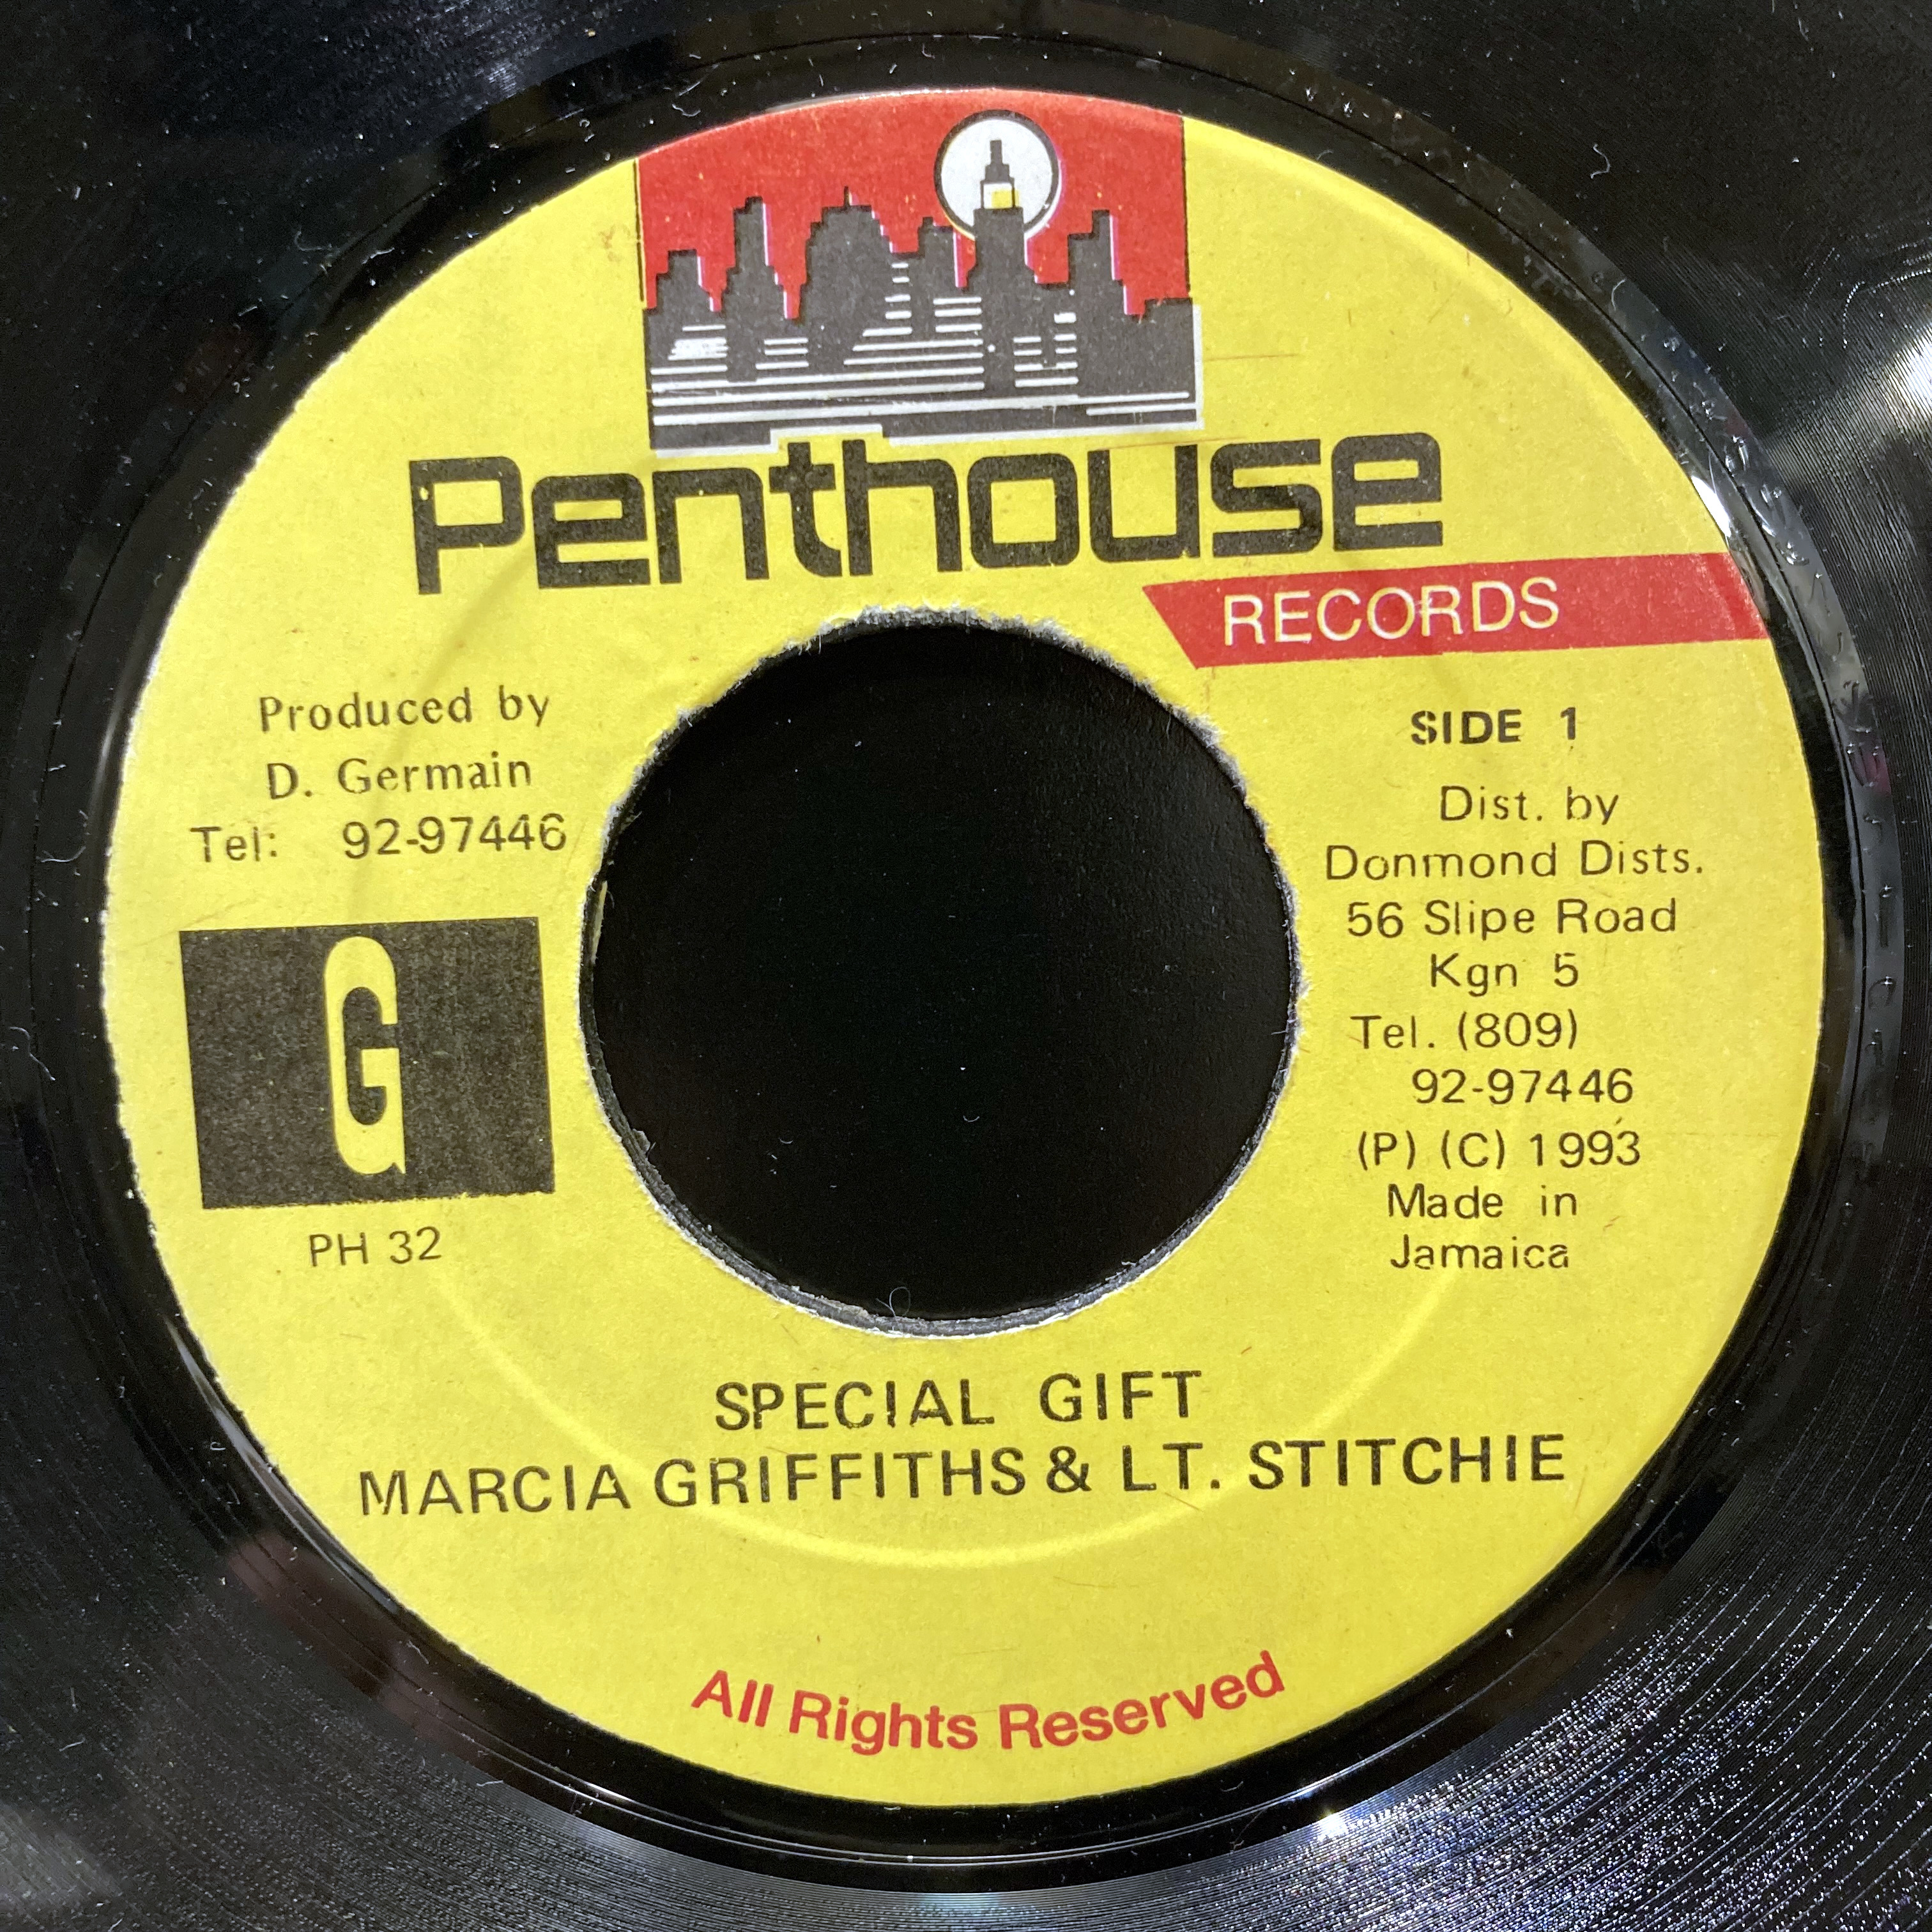 Penthouse
RECORDS
Produced by
D. Germain
Tel: 92-97446
G
PH 32
SIDE 1
Dist. by
Donmond Dists.
56 Slipe Road
Kgn 5
Tel. (809)
92-97446
(P) (C) 1993
Made in
Jamaica
SPECIAL GIFT
MARCIA GRIFFITHS & LT. STITCHIE
All Rights Reserved